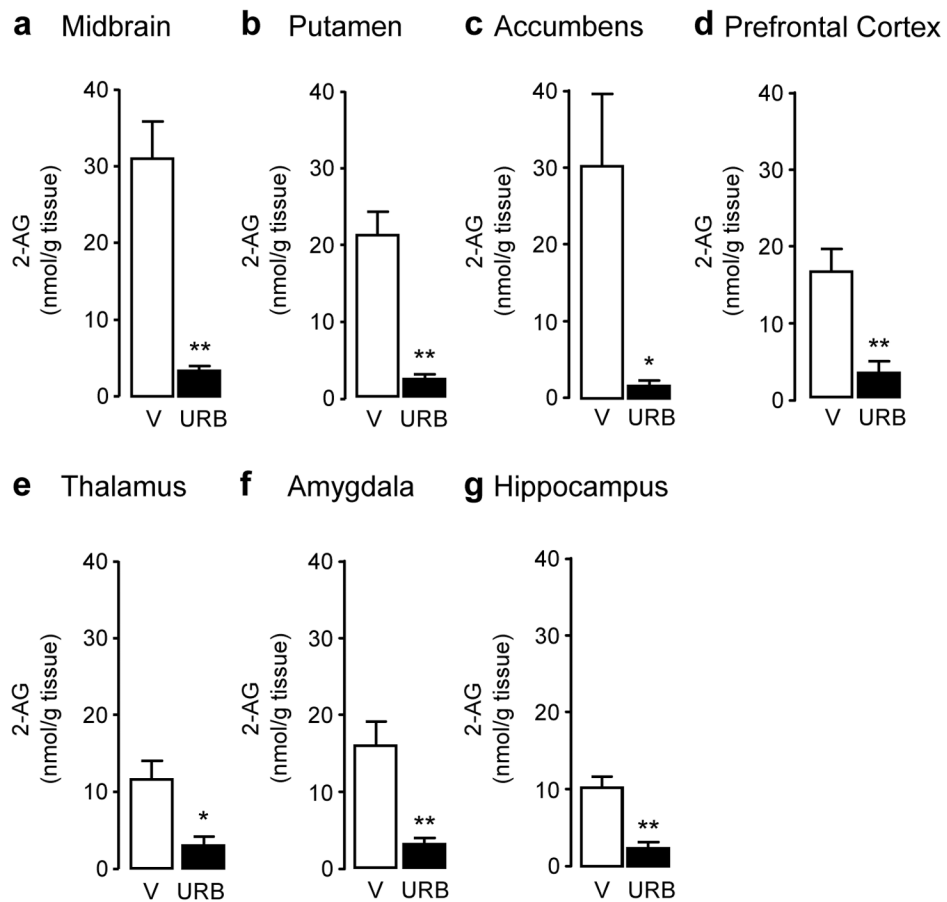 a Midbrain
2-AG
(nmol/g tissue)
40
30
20
10
0
**
V URB
b Putamen
2-AG
(nmol/g tissue)
40
30
20
10
0
**
V URB
c Accumbens
2-AG
(nmol/g tissue)
40
30
20
10
0
*
V URB
d Prefrontal Cortex
2-AG
(nmol/g tissue)
40
30
20
10
0
**
V URB
e Thalamus
2-AG
(nmol/g tissue)
40
30
20
10
0
*
V URB
f Amygdala
2-AG
(nmol/g tissue)
40
30
20
10
0
**
V URB
g Hippocampus
2-AG
(nmol/g tissue)
40
30
20
10
0
**
V URB